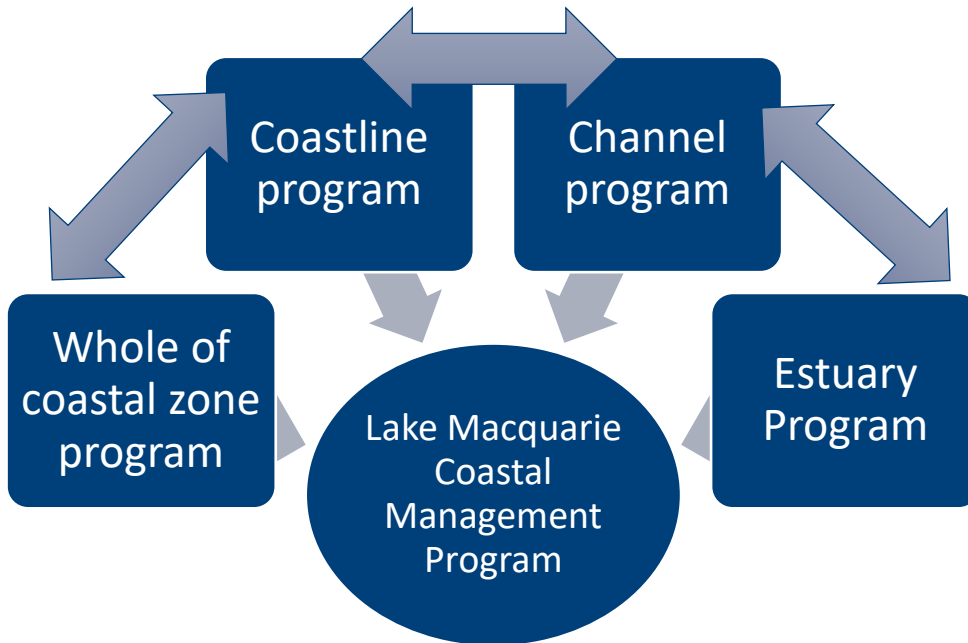 Coastline
program
Channel
program
Whole of
coastal zone
program
Estuary
Program
Lake Macquarie
Coastal
Management
Program